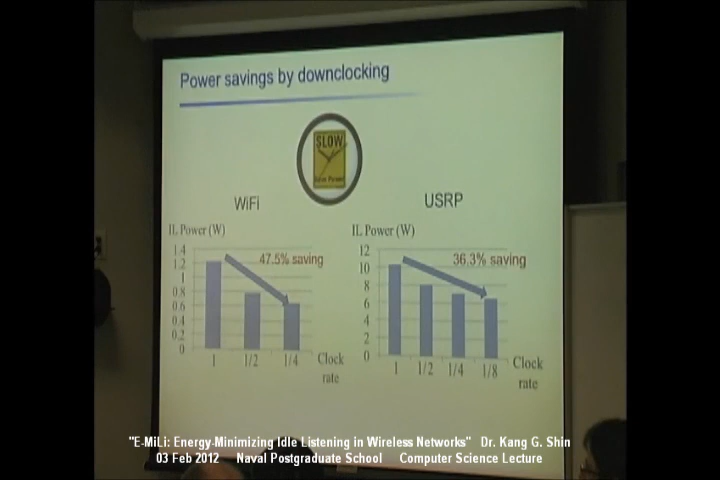 Power savings by downclocking
SLOW
WiFi
USRP
IL Power (W)
1.4
1.2
1
0.8
0.6
0.4
0.2
0
47.5% saving
1
1/2
1/4
Clock
rate
IL Power (W)
12
10
8
6
4
2
0
36.3% saving
1
1/2
1/4
1/8
Clock
rate
"E-MiLi: Energy-Minimizing Idle Listening in Wireless Networks" Dr. Kang G. Shin
03 Feb 2012 Naval Postgraduate School Computer Science Lecture